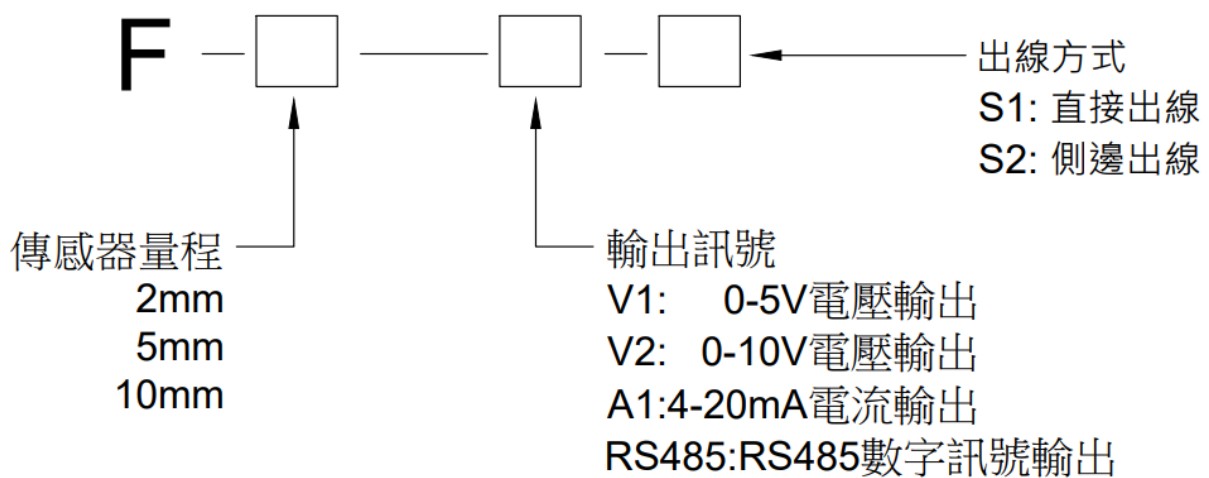 F
出線方式
S1: 直接出線
S2: 側邊出線
傳感器量程
2mm
5mm
10mm
輸出訊號
V1: 0-5V電壓輸出
V2: 0-10V電壓輸出
A1:4-20mA電流輸出
RS485:RS485數字訊號輸出